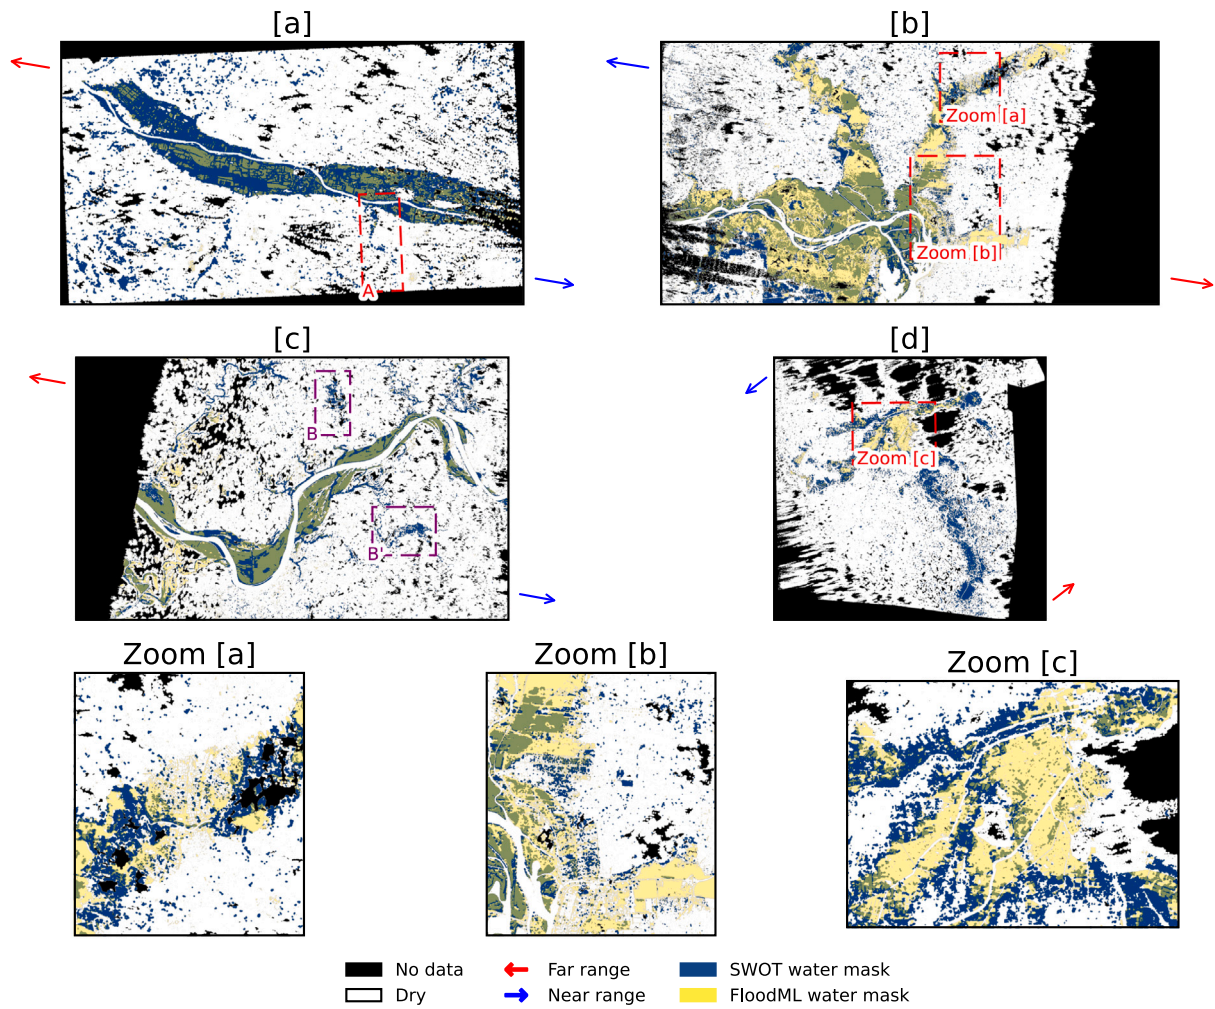 [a]
[b]
Zoom [a]
Zoom [b]
A
[c]
[d]
B
B'
Zoom [c]
Zoom [a]
Zoom [b]
Zoom [c]
No data
Far range
SWOT water mask
Dry
Near range
FloodML water mask